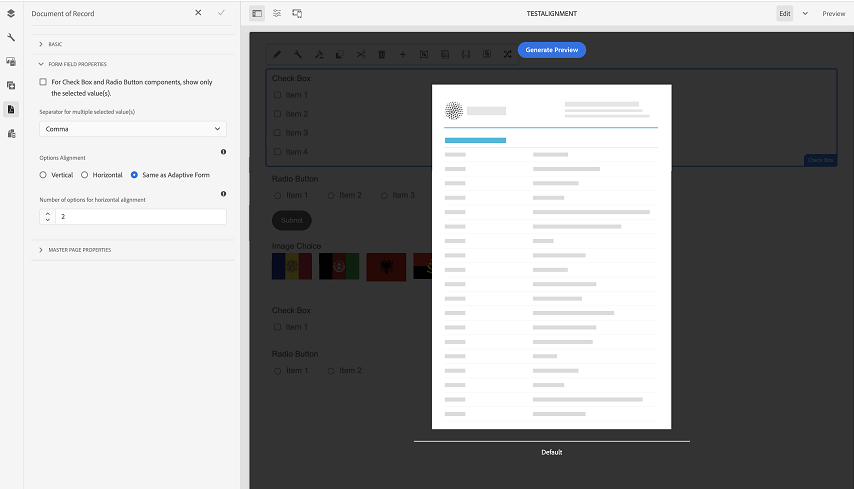 Document of Record
TESTALIGNMENT
Edit
Preview
BASIC
FORM FIELD PROPERTIES
For Check Box and Radio Button components, show only
the selected value(s).
Separator for multiple selected value(s)
Comma
Options Alignment
Vertical
Horizontal
Same as Adaptive Form
Number of options for horizontal alignment
2
MASTER PAGE PROPERTIES
Generate Preview
Check Box
Item 1
Item 2
Item 3
Item 4
Check Box
Radio Button
Item 1
Item 2
Item 3
Submit
Image Choice
Check Box
Item 1
Radio Button
Item 1
Item 2
Default